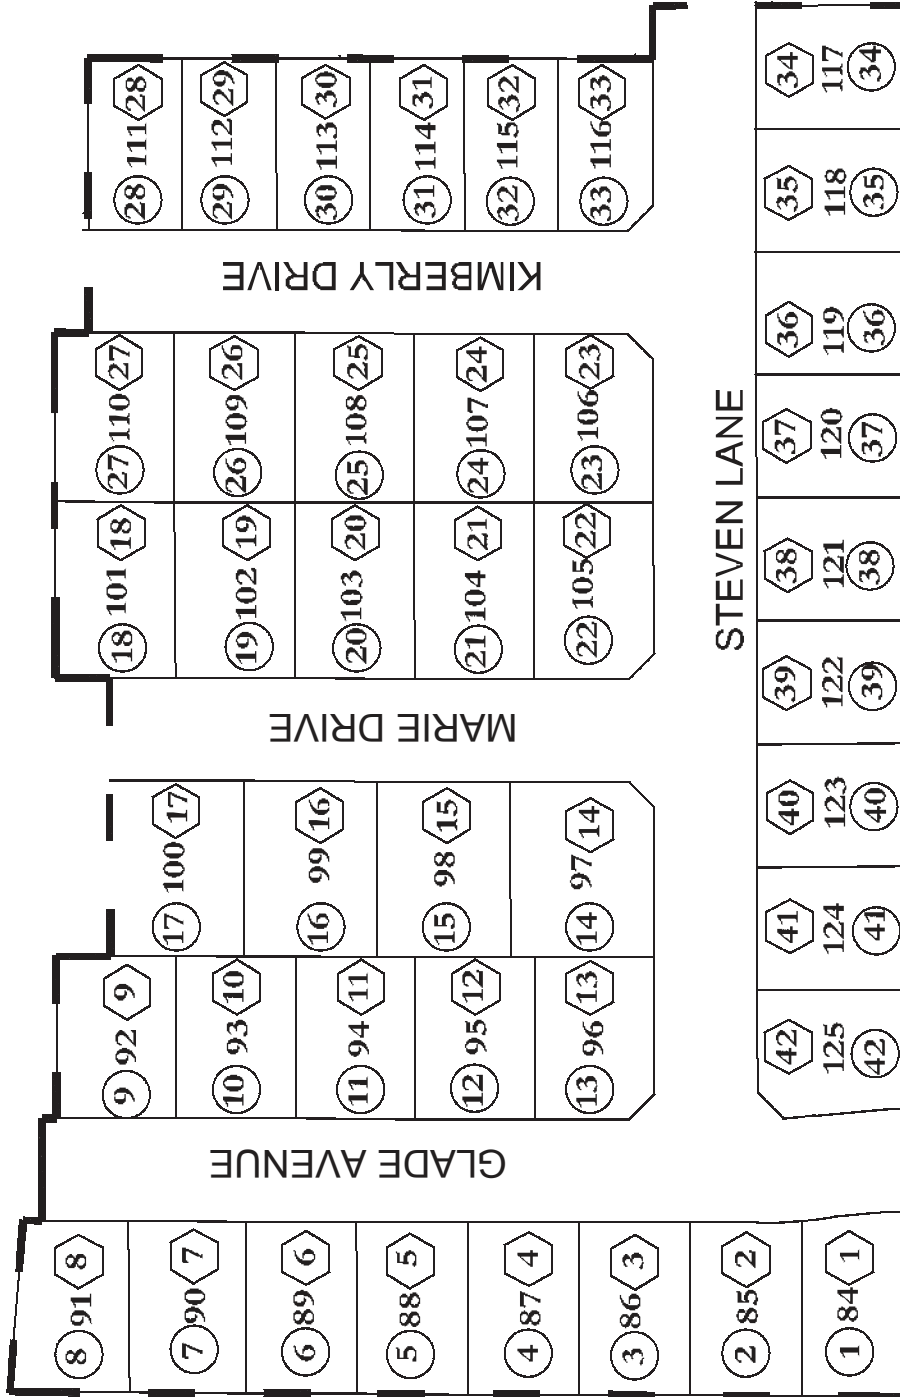 28 111 28
29 112 29
30 113 30
31 114 31
32 115 32
33 116 33
KIMBERLY DRIVE
27 110 27
26 109 26
25 108 25
24 107 24
23 106 23
18 101 18
19 102 19
20 103 20
21 104 21
22 105 22
MARIE DRIVE
17 100 17
16 99 16
15 98 15
14 97 14
9 92 9
10 93 10
11 94 11
12 95 12
13 96 13
GLADE AVENUE
8 91 8
7 90 7
6 89 6
5 88 5
4 87 4
3 86 3
2 85 2
1 84 1
STEVEN LANE
34
117
34
35
118
35
36
119
36
37
120
37
38
121
38
39
122
39
40
123
40
41
124
41
42
125
42